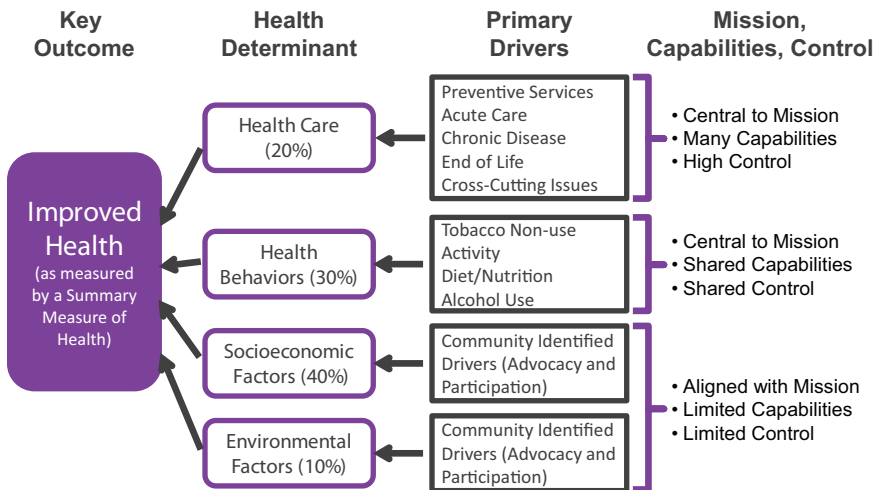 Key
Outcome
Health
Determinant
Primary
Drivers
Mission,
Capabilities, Control
Improved
Health
(as measured
by a Summary
Measure of
Health)
Health Care
(20%)
Preventive Services
Acute Care
Chronic Disease
End of Life
Cross-Cutting Issues
• Central to Mission
• Many Capabilities
• High Control
Health
Behaviors (30%)
Tobacco Non-use
Activity
Diet/Nutrition
Alcohol Use
• Central to Mission
• Shared Capabilities
• Shared Control
Socioeconomic
Factors (40%)
Community Identified
Drivers (Advocacy and
Participation)
Environmental
Factors (10%)
Community Identified
Drivers (Advocacy and
Participation)
• Aligned with Mission
• Limited Capabilities
• Limited Control